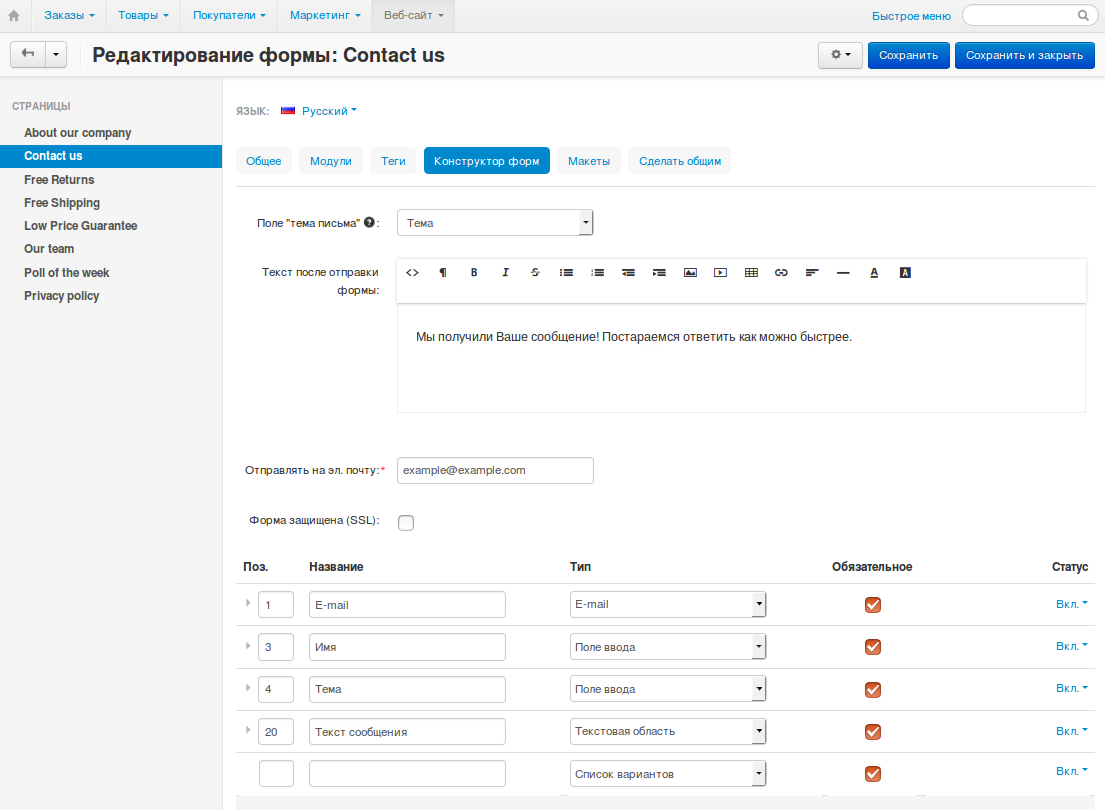 Заказы Товары Покупатели Маркетинг Веб-сайт Быстрое меню
Редактирование формы: Contact us Сохранить Сохранить и закрыть
СТРАНИЦЫ
About our company
Contact us
Free Returns
Free Shipping
Low Price Guarantee
Our team
Poll of the week
Privacy policy
ЯЗЫК: Русский
Общее Модули Теги Конструктор форм Макеты Сделать общим
Поле "тема письма" ?: Тема
Текст после отправки
формы:
<> ¶ B I S A A
Мы получили Ваше сообщение! Постараемся ответить как можно быстрее.
Отправлять на эл. почту:* example@example.com
Форма защищена (SSL):
Поз. Название Тип Обязательное Статус
1 E-mail E-mail Вкл.
3 Имя Поле ввода Вкл.
4 Тема Поле ввода Вкл.
20 Текст сообщения Текстовая область Вкл.
Список вариантов Вкл.